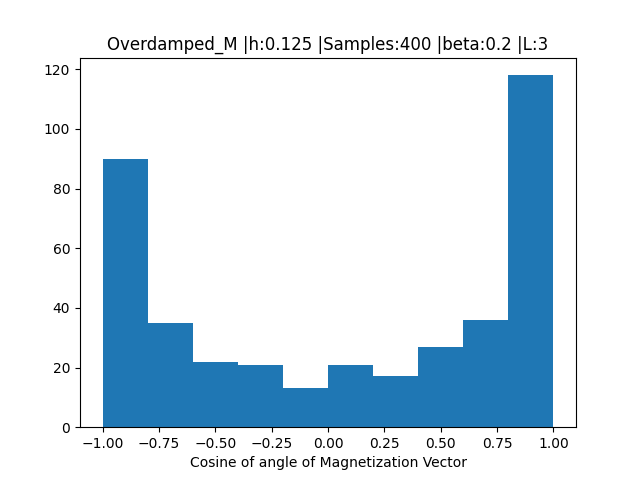 Overdamped_M |h:0.125 |Samples:400 |beta:0.2 |L:3
120
100
80
60
40
20
0
−1.00 −0.75 −0.50 −0.25 0.00 0.25 0.50 0.75 1.00
Cosine of angle of Magnetization Vector